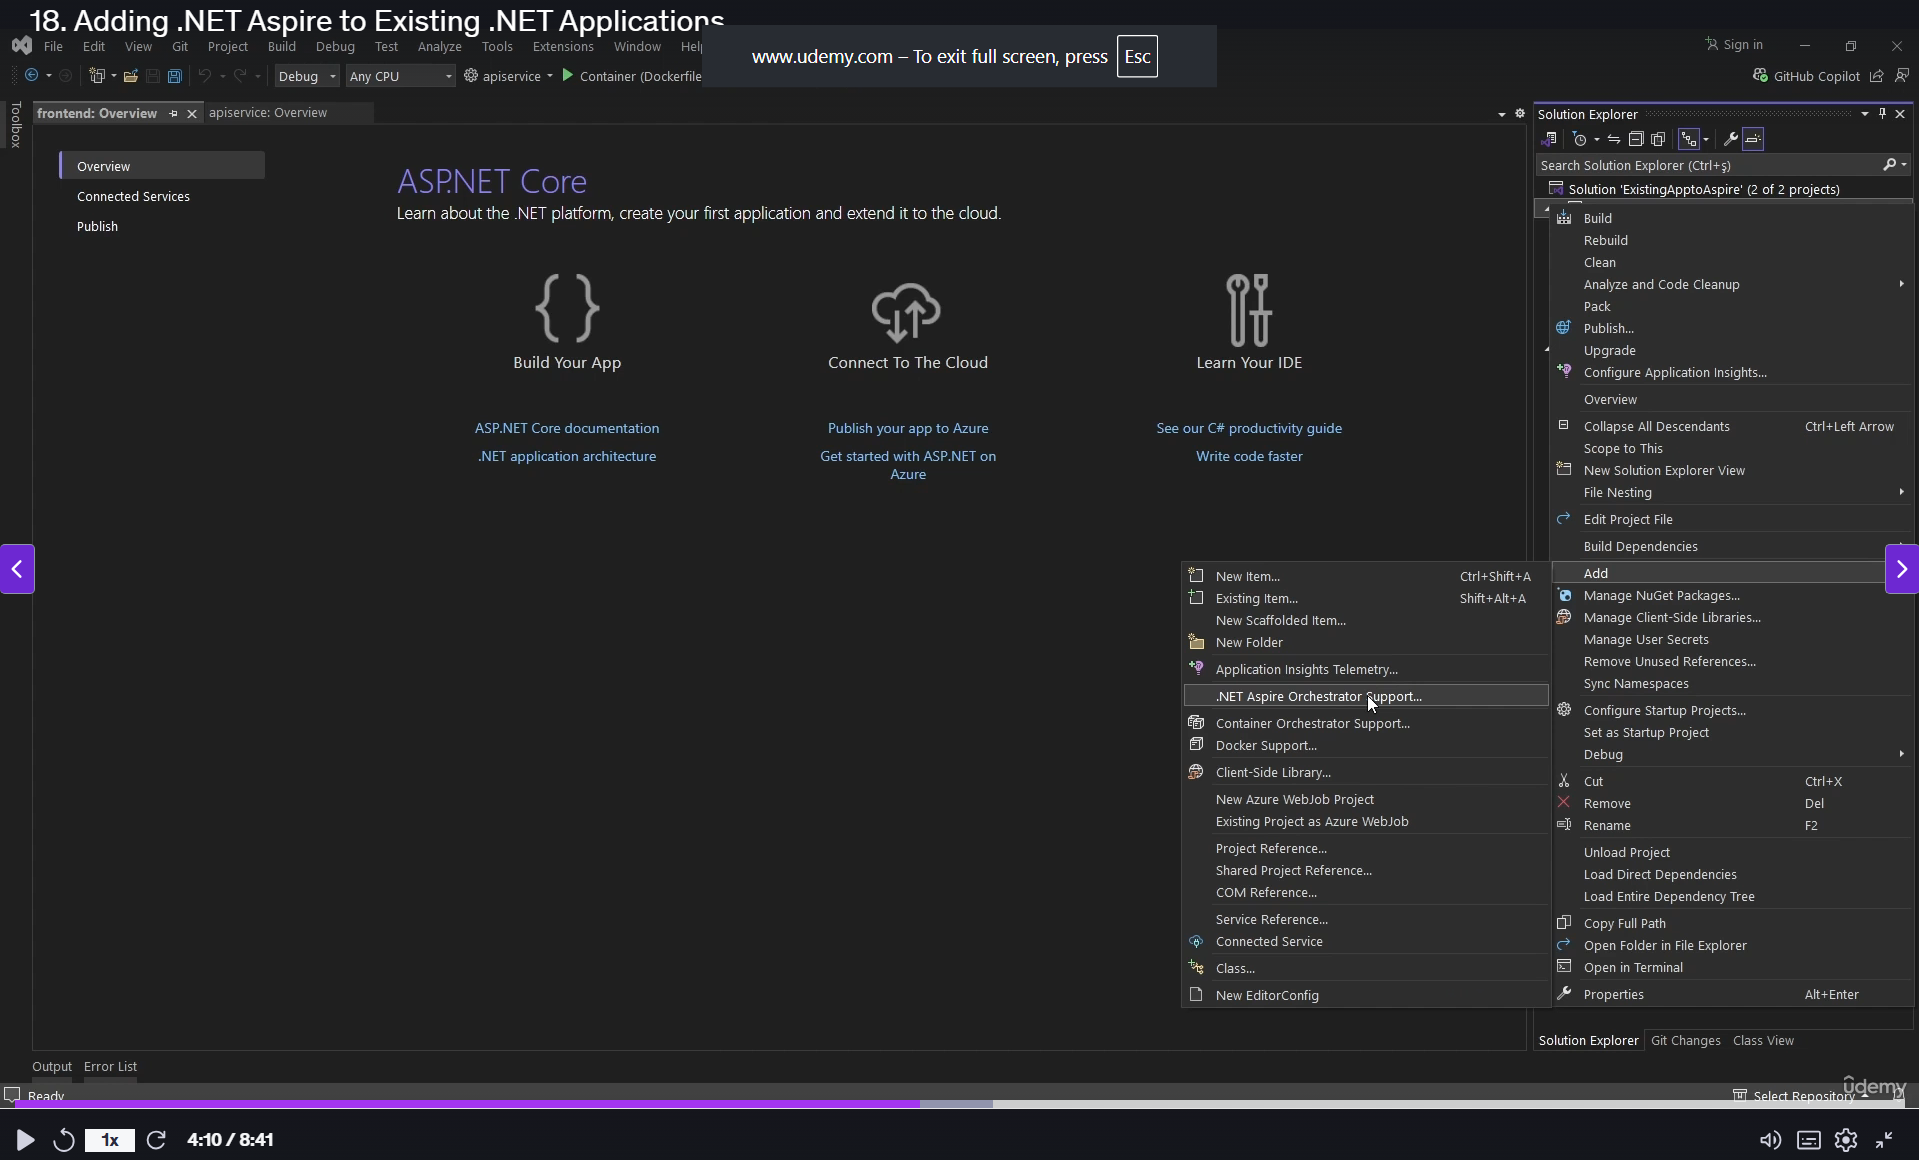 18. Adding .NET Aspire to Existing .NET Applications
File Edit View Git Project Build Debug Test Analyze Tools Extensions Window
www.udemy.com – To exit full screen, press Esc
Sign in
Debug Any CPU apiservice Container (Dockerfile
GitHub Copilot
Toolbox
frontend: Overview apiservice: Overview
Overview
Connected Services
Publish
ASP.NET Core
Learn about the .NET platform, create your first application and extend it to the cloud.
Build Your App
ASP.NET Core documentation
.NET application architecture
Connect To The Cloud
Publish your app to Azure
Get started with ASP.NET on
Azure
Learn Your IDE
See our C# productivity guide
Write code faster
Solution Explorer
Search Solution Explorer (Ctrl+ş)
Solution 'ExistingApptoAspire' (2 of 2 projects)
Build
Rebuild
Clean
Analyze and Code Cleanup
Pack
Publish...
Upgrade
Configure Application Insights...
Overview
Collapse All Descendants Ctrl+Left Arrow
Scope to This
New Solution Explorer View
File Nesting
Edit Project File
Build Dependencies
Add
Manage NuGet Packages...
Manage Client-Side Libraries...
Manage User Secrets
Remove Unused References...
Sync Namespaces
Configure Startup Projects...
Set as Startup Project
Debug
Cut Ctrl+X
Remove Del
Rename F2
Unload Project
Load Direct Dependencies
Load Entire Dependency Tree
Copy Full Path
Open Folder in File Explorer
Open in Terminal
Properties Alt+Enter
New Item... Ctrl+Shift+A
Existing Item... Shift+Alt+A
New Scaffolded Item...
New Folder
Application Insights Telemetry...
.NET Aspire Orchestrator Support...
Container Orchestrator Support...
Docker Support...
Client-Side Library...
New Azure WebJob Project
Existing Project as Azure WebJob
Project Reference...
Shared Project Reference...
COM Reference...
Service Reference...
Connected Service
Class...
New EditorConfig
Solution Explorer Git Changes Class View
Output Error List
Ready
Select Repository
udemy
1x 4:10 / 8:41